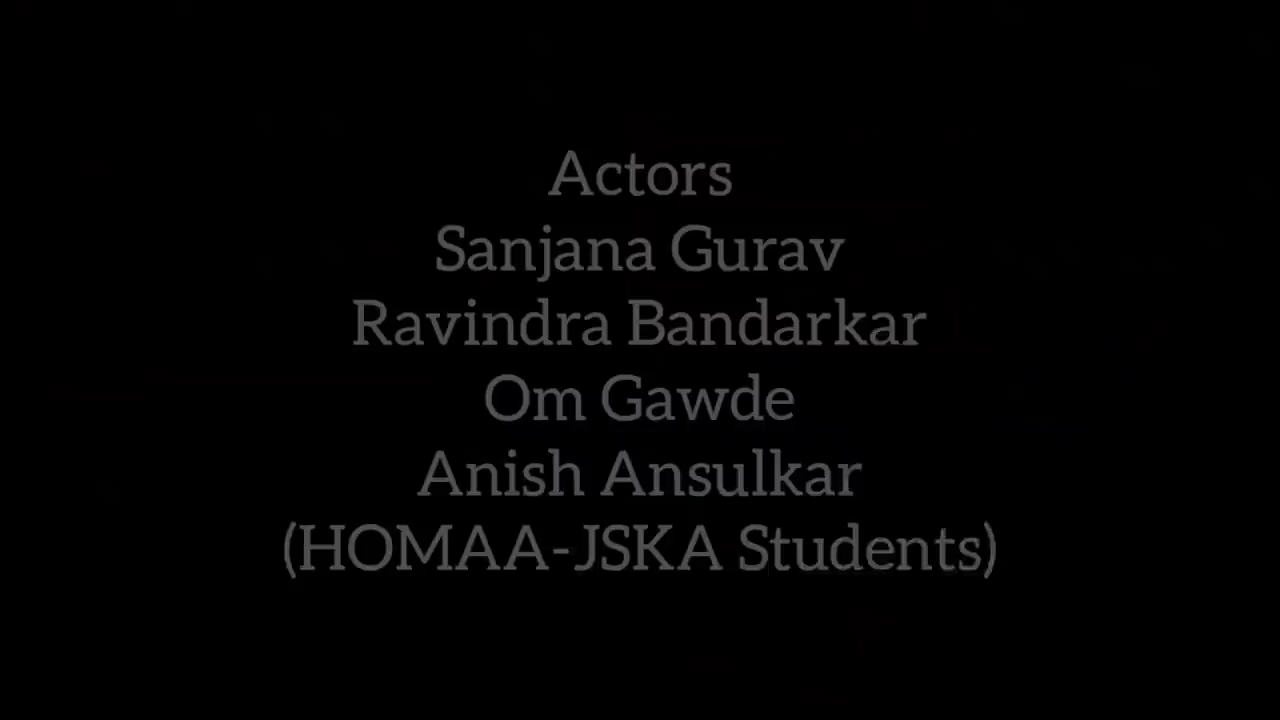 Actors
Sanjana Gurav
Ravindra Bandarkar
Om Gawde
Anish Ansulkar
(HOMAA-JSKA Students)